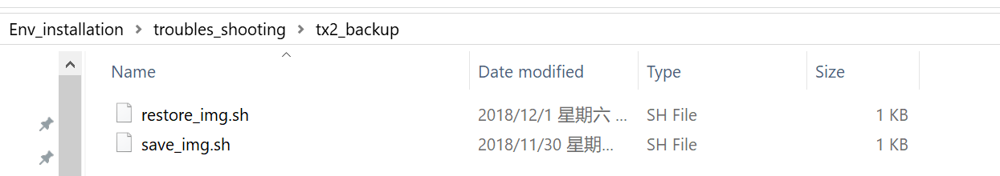 Env_installation > troubles_shooting > tx2_backup
Name Date modified Type Size
restore_img.sh 2018/12/1 星期六 ... SH File 1 KB
save_img.sh 2018/11/30 星期... SH File 1 KB